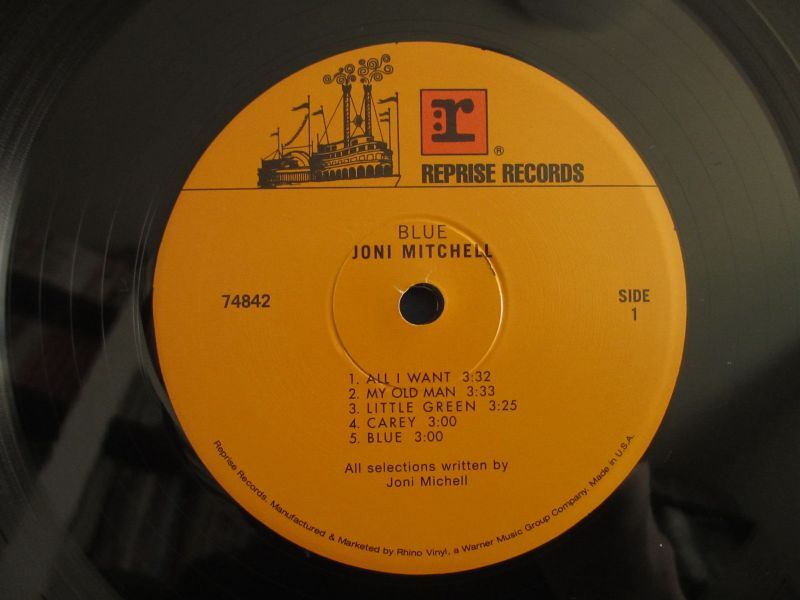 r
®
REPRISE RECORDS
BLUE
JONI MITCHELL
74842
SIDE
1
1. ALL I WANT 3:32
2. MY OLD MAN 3:33
3. LITTLE GREEN 3:25
4. CAREY 3:00
5. BLUE 3:00
All selections written by
Joni Michell
Reprise Records. Manufactured & Marketed by Rhino Vinyl, a Warner Music Group Company. Made in U.S.A.